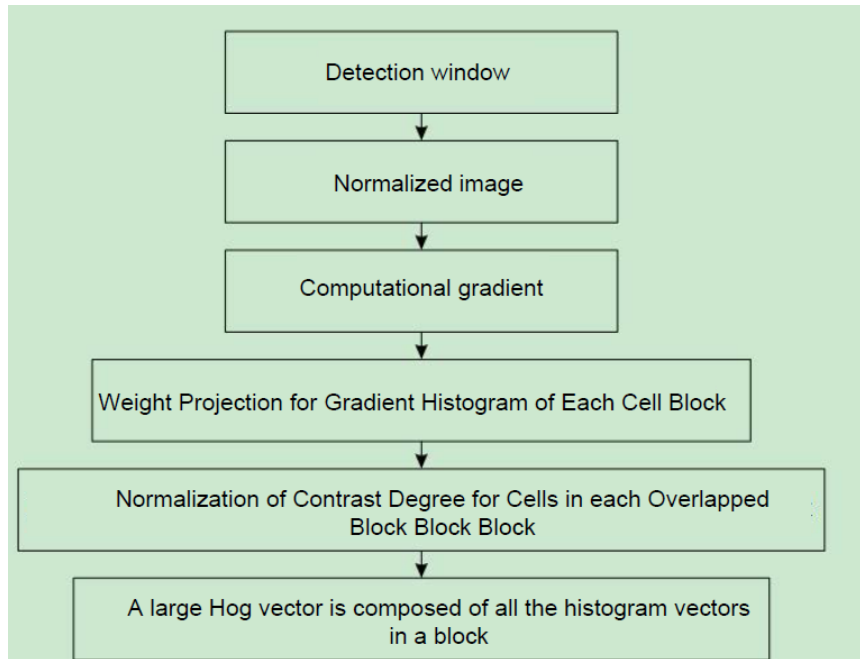 Detection window
Normalized image
Computational gradient
Weight Projection for Gradient Histogram of Each Cell Block
Normalization of Contrast Degree for Cells in each Overlapped
Block Block Block
A large Hog vector is composed of all the histogram vectors
in a block